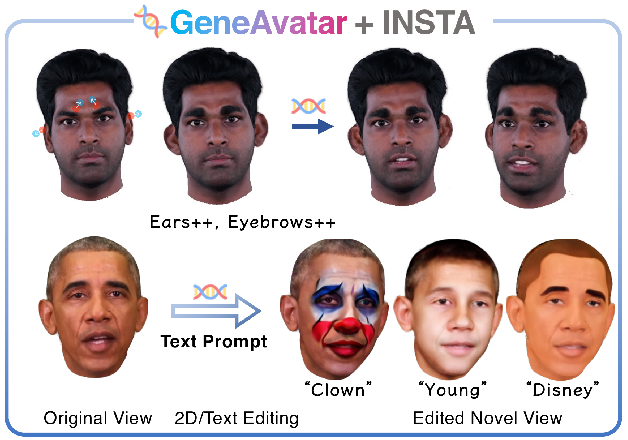 GeneAvatar + INSTA
Ears++, Eyebrows++
Text Prompt
"Clown" "Young" "Disney"
Original View 2D/Text Editing Edited Novel View